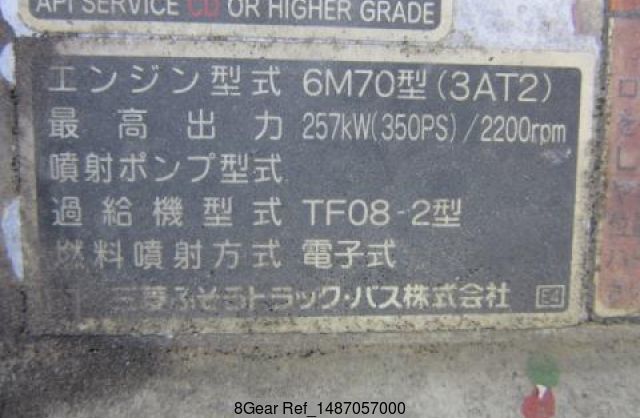 API SERVICE CD OR HIGHER GRADE
エンジン型式 6M70型(3AT2)
最高出力 257kW(350PS)/2200rpm
噴射ポンプ型式
過給機型式 TF08-2型
燃料噴射方式 電子式
三菱ふそうトラック・バス株式会社
8Gear Ref_1487057000